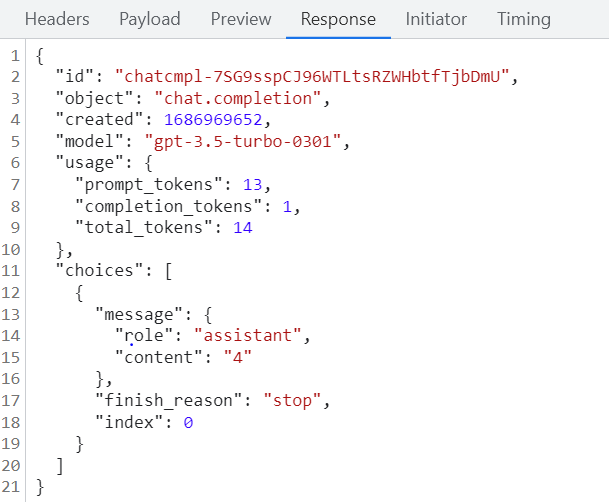 Headers Payload Preview Response Initiator Timing
1 {
2 "id": "chatcmpl-7SG9sspCJ96WTLtsRZWHbtfTjbDmU",
3 "object": "chat.completion",
4 "created": 1686969652,
5 "model": "gpt-3.5-turbo-0301",
6 "usage": {
7 "prompt_tokens": 13,
8 "completion_tokens": 1,
9 "total_tokens": 14
10 },
11 "choices": [
12 {
13 "message": {
14 "role": "assistant",
15 "content": "4"
16 },
17 "finish_reason": "stop",
18 "index": 0
19 }
20 ]
21 }